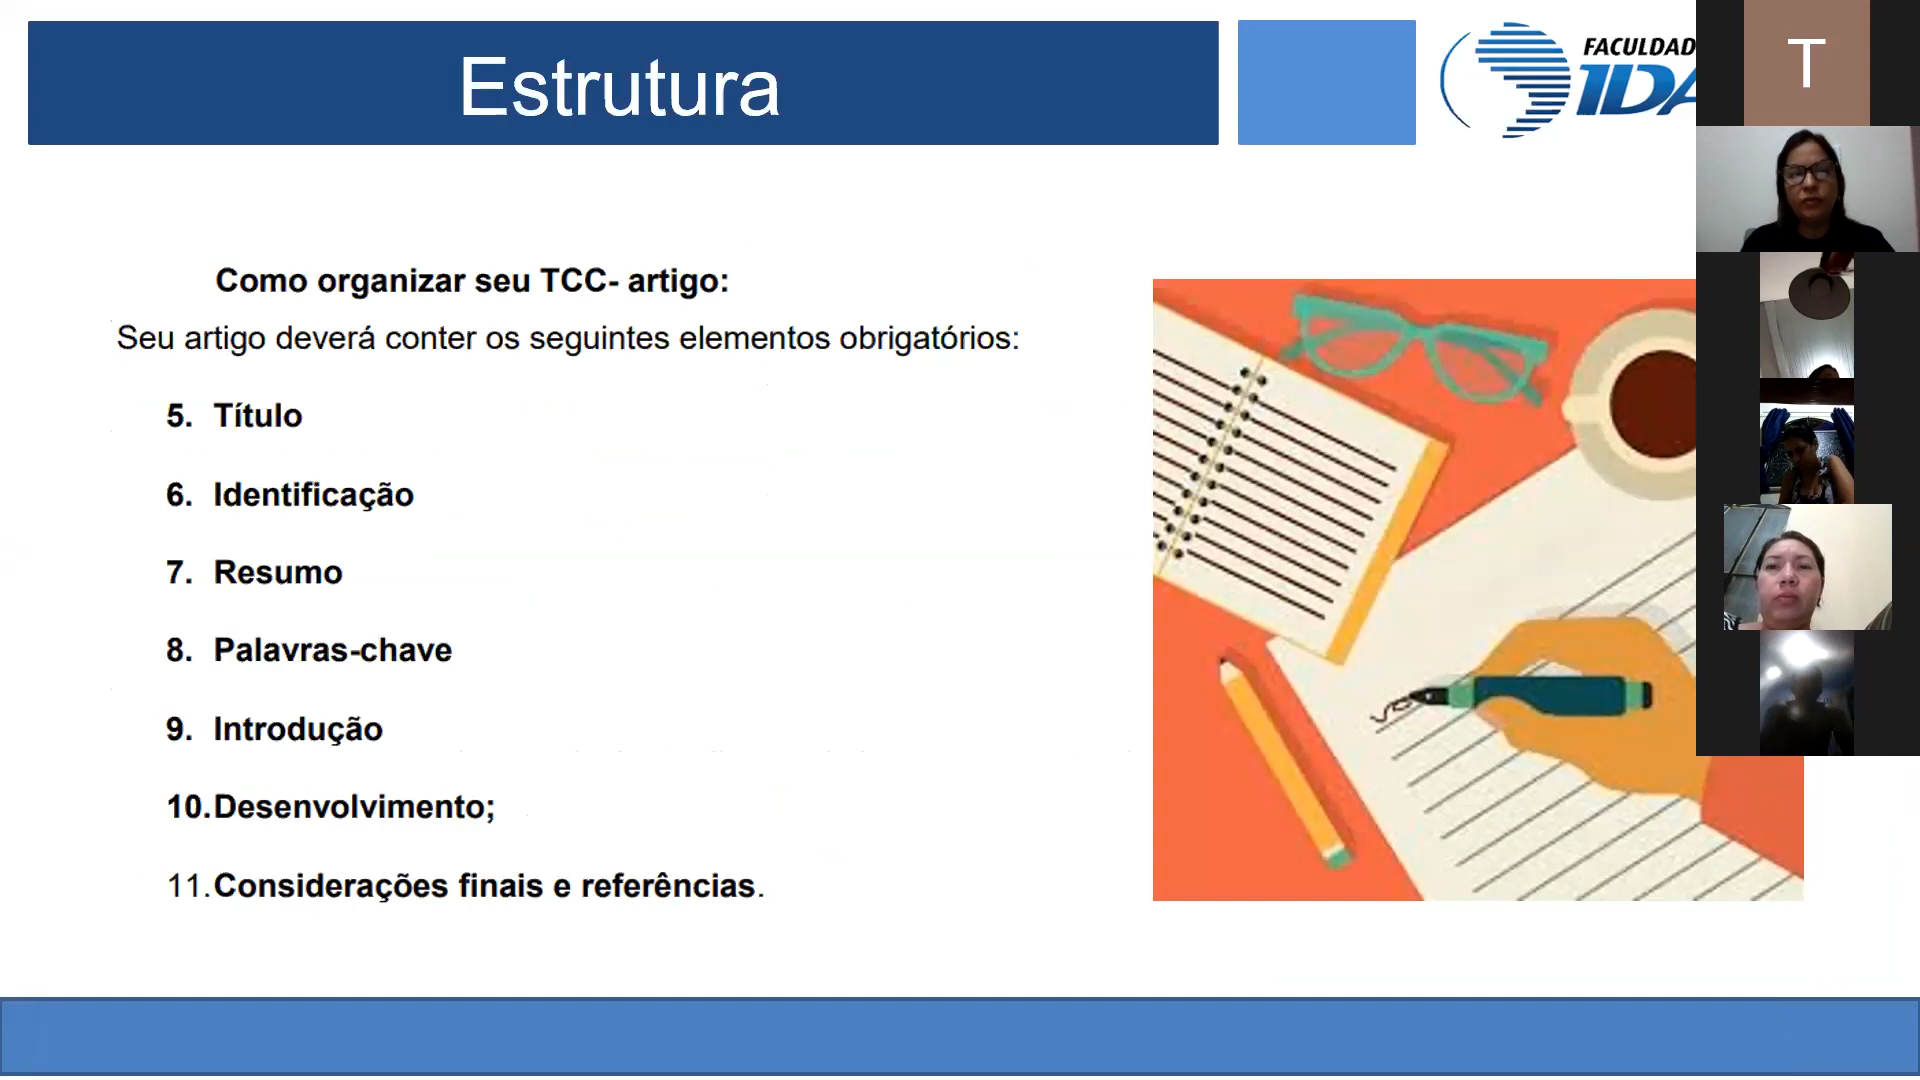 Estrutura
FACULDAD
IDA
T
Como organizar seu TCC- artigo:
Seu artigo deverá conter os seguintes elementos obrigatórios:
5. Título
6. Identificação
7. Resumo
8. Palavras-chave
9. Introdução
10.Desenvolvimento;
11.Considerações finais e referências.